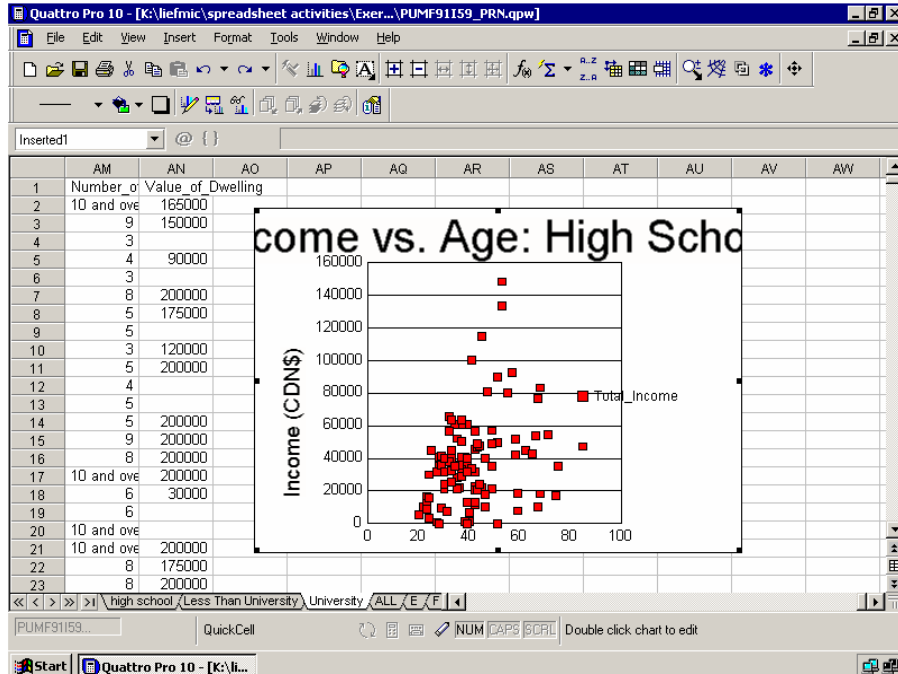 Quattro Pro 10 - [K:\liefmic\spreadsheet activities\Exer...\PUMF91I59_PRN.qpw]
File Edit View Insert Format Tools Window Help
Inserted1 @ { }
AM AN AO AP AQ AR AS AT AU AV AW
1 Number_o Value_of_Dwelling
2 10 and ove 165000
3 9 150000
4 3
5 4 90000
6 3
7 8 200000
8 5 175000
9 5
10 3 120000
11 5 200000
12 4
13 5
14 5 200000
15 9 200000
16 8 200000
17 10 and ove 200000
18 6 30000
19 6
20 10 and ove
21 10 and ove 200000
22 8 175000
23 8 200000
come vs. Age: High Scho
Income (CDN$)
160000
140000
120000
100000
80000
60000
40000
20000
0
0 20 40 60 80 100
Total_Income
high school Less Than University University ALL E F
PUMF91I59... QuickCell NUM CAPS SCRL Double click chart to edit
Start Quattro Pro 10 - [K:\li...